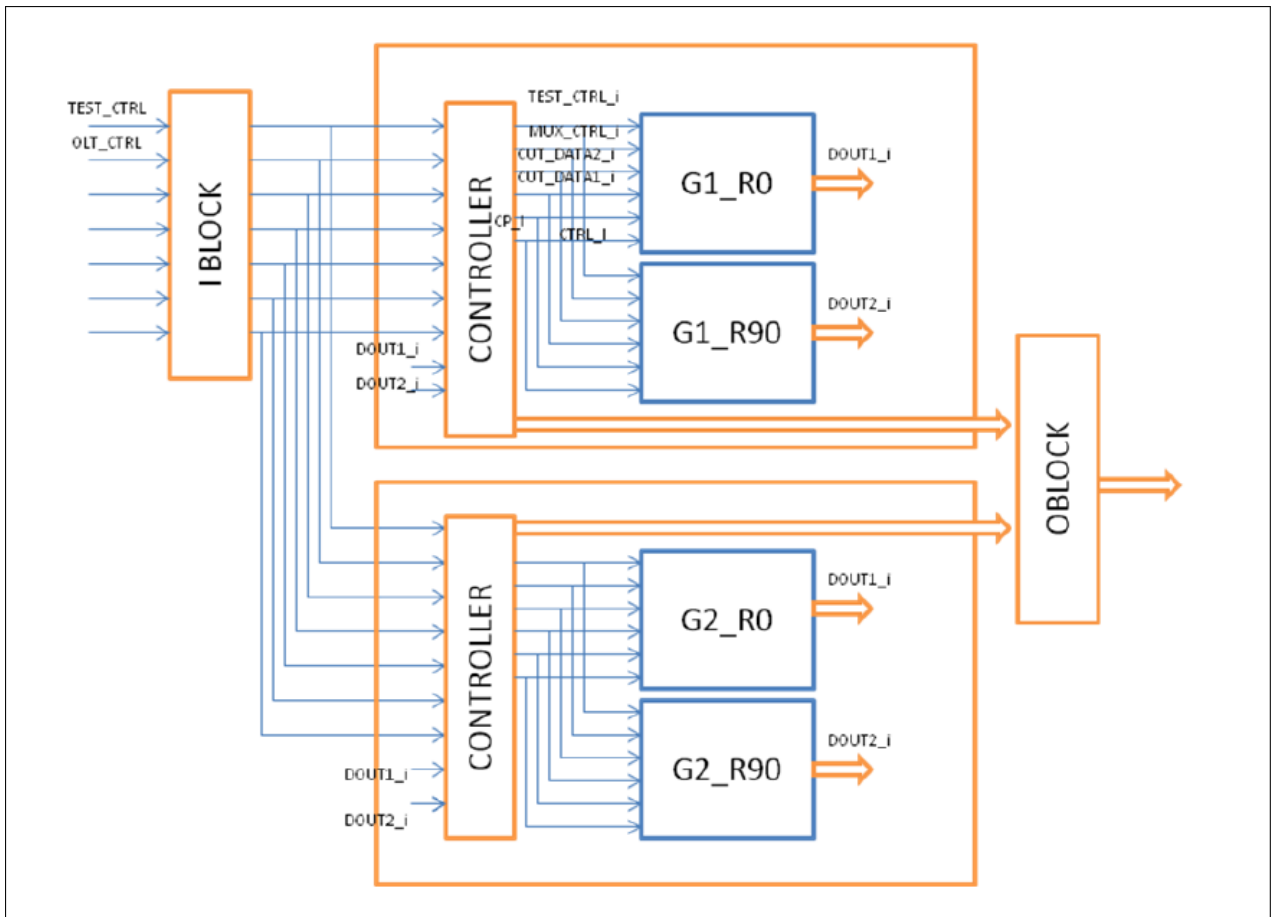 TEST_CTRL
OLT_CTRL
I BLOCK
CONTROLLER
TEST_CTRL_i
MUX_CTRL_i
CUT_DATA2_i
CUT_DATA1_i
CP_i
CTRL_i
G1_R0
DOUT1_i
G1_R90
DOUT2_i
DOUT1_i
DOUT2_i
OBLOCK
CONTROLLER
G2_R0
DOUT1_i
G2_R90
DOUT2_i
DOUT1_i
DOUT2_i